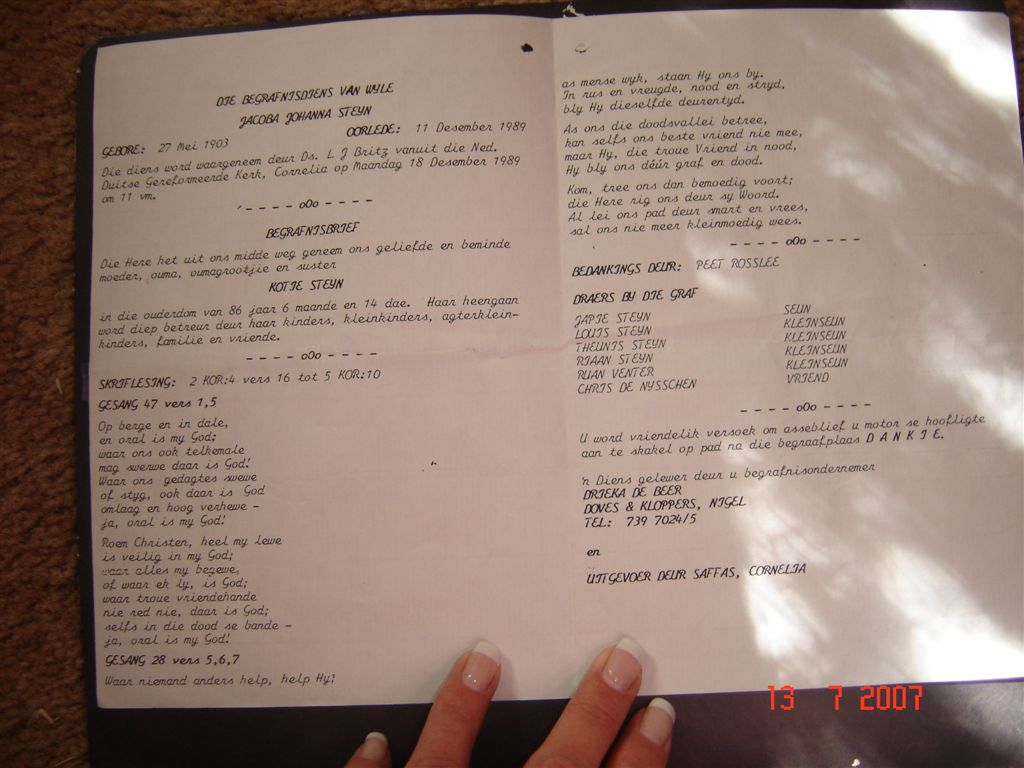 DIE BEGRAFNISDIENS VAN WYLE
JACOBA JOHANNA STEYN
GEBORE: 27 Mei 1903
OORLEDE: 11 Desember 1989
Die diens word waargeneem deur Ds. L J Britz vanuit die Ned.
Duitse Gereformeerde Kerk, Cornelia op Maandag 18 Desember 1989
om 11 vm.
- - - - oOo - - - -
BEGRAFNISBRIEF
Die Here het uit ons midde weg geneem ons geliefde en beminde
moeder, ouma, oumagrootjie en suster
KOTIE STEYN
in die ouderdom van 86 jaar 6 maande en 14 dae. Haar heengaan
word diep betreur deur haar kinders, kleinkinders, agterklein-
kinders, familie en vriende.
- - - - oOo - - - -
SKRIFLESING: 2 KOR:4 vers 16 tot 5 KOR:10
GESANG 47 vers 1,5
Op berge en in dale,
en oral is my God;
waar ons ook telkemale
mag swerwe daar is God!
Waar ons gedagtes swewe
of styg, ook daar is God
omlaag en hoog verhewe -
ja, oral is my God!
Roem Christen, heel my lewe
is veilig in my God;
waar alles my begewe,
of waar ek ly, is God;
waar troue vriendehande
nie red nie, daar is God;
selfs in die dood se bande -
ja, oral is my God!
GESANG 28 vers 5,6,7
Waar niemand anders help, help Hy!
as mense wyk, staan Hy ons by.
In rus en vreugde, nood en stryd,
bly Hy dieselfde deurentyd.
As ons die doodsvallei betree,
kan selfs ons beste vriend nie mee,
maar Hy, die troue Vriend in nood,
Hy bly ons déúr graf en dood.
Kom, tree ons dan bemoedig voort;
die Here rig ons deur sy Woord.
Al lei ons pad deur smart en vrees,
sal ons nie meer kleinmoedig wees.
- - - - oOo - - - -
BEDANKINGS DEUR: PEET ROSSLEE
DRAERS BY DIE GRAF
JAPIE STEYN SEUN
LOUIS STEYN KLEINSEUN
THEUNIS STEYN KLEINSEUN
RIAAN STEYN KLEINSEUN
RUAN VENTER KLEINSEUN
CHRIS DE NYSSCHEN VRIEND
- - - - oOo - - - -
U word vriendelik versoek om asseblief u motor se hoofligte
aan te skakel op pad na die begraafplaas D A N K I E.
'n Diens gelewer deur u begrafnisondernemer
DRIEKA DE BEER
DOVES & KLOPPERS, NIGEL
TEL: 739 7024/5
en
UITGEVOER DEUR SAFFAS, CORNELIA
13 7 2007